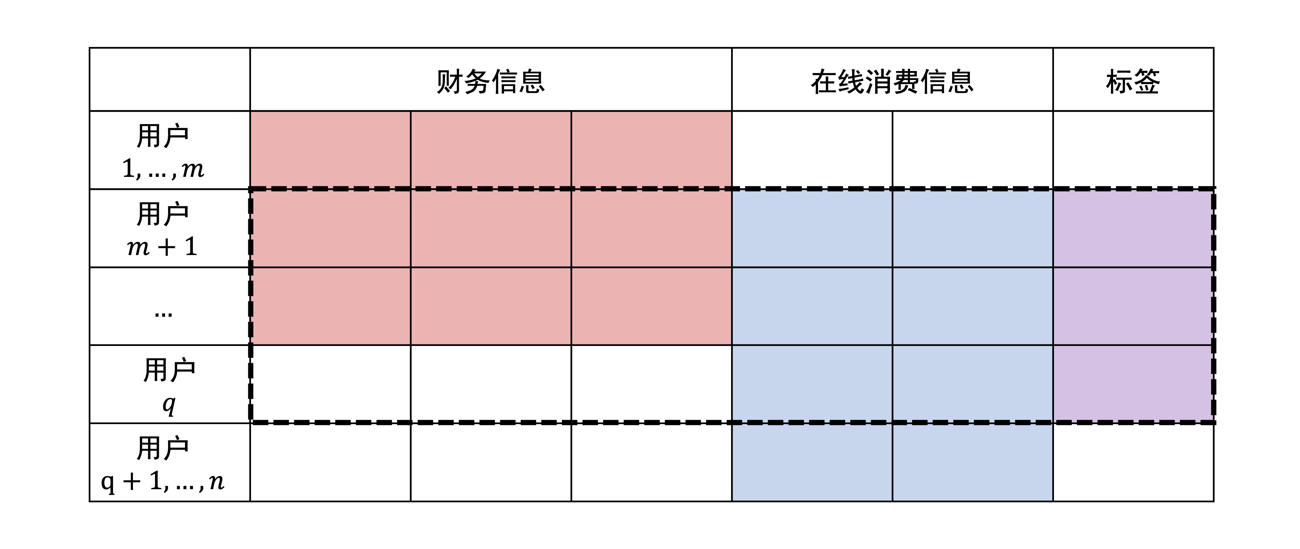 财务信息 在线消费信息 标签
用户
1, … , m
用户
m + 1
…
用户
q
用户
q + 1, … , n